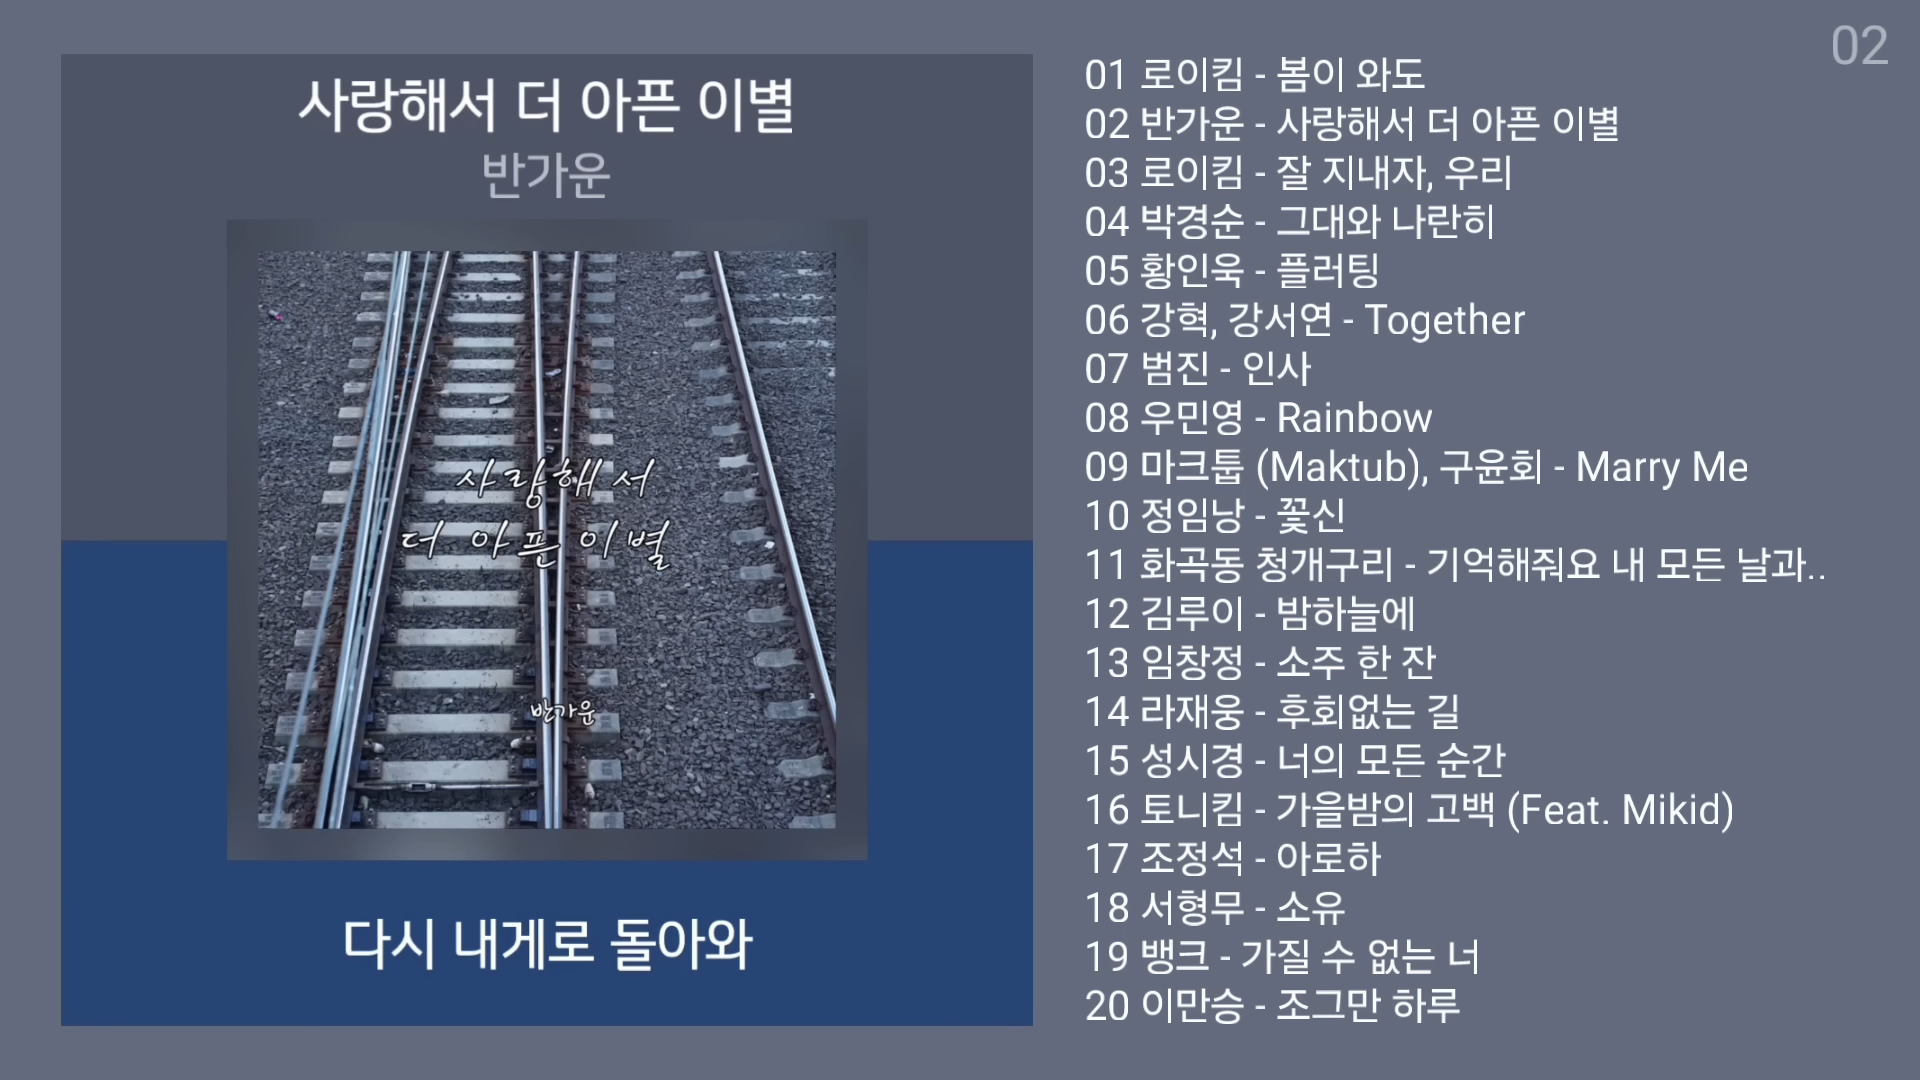 02
사랑해서 더 아픈 이별
반가운
사랑해서
더 아픈 이별
반가운
다시 내게로 돌아와
01 로이킴 - 봄이 와도
02 반가운 - 사랑해서 더 아픈 이별
03 로이킴 - 잘 지내자, 우리
04 박경순 - 그대와 나란히
05 황인욱 - 플러팅
06 강혁, 강서연 - Together
07 범진 - 인사
08 우민영 - Rainbow
09 마크툽 (Maktub), 구윤회 - Marry Me
10 정임낭 - 꽃신
11 화곡동 청개구리 - 기억해줘요 내 모든 날과..
12 김루이 - 밤하늘에
13 임창정 - 소주 한 잔
14 라재웅 - 후회없는 길
15 성시경 - 너의 모든 순간
16 토니킴 - 가을밤의 고백 (Feat. Mikid)
17 조정석 - 아로하
18 서형무 - 소유
19 뱅크 - 가질 수 없는 너
20 이만승 - 조그만 하루